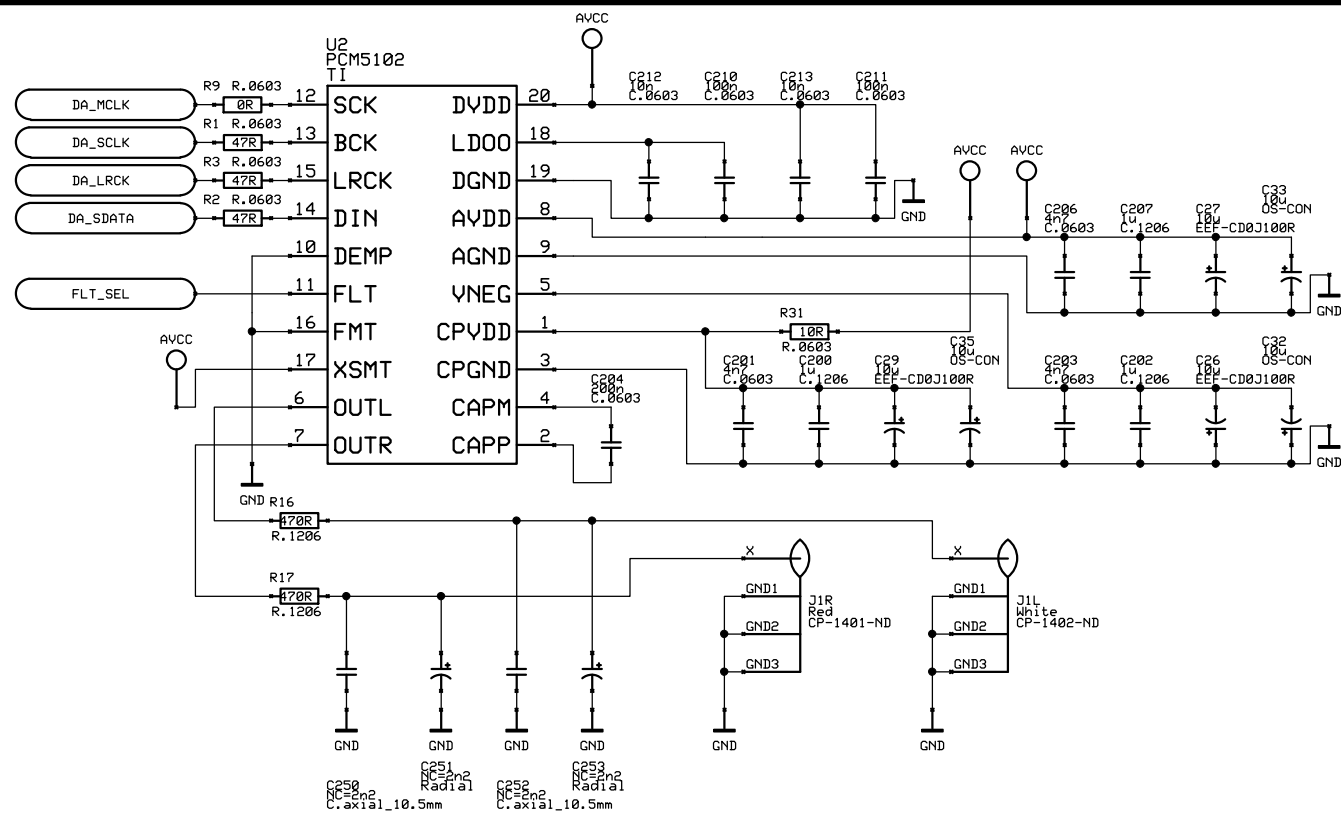 AVCC
U2
PCM5102
TI
R9 R.0603
DA_MCLK
0R
12 SCK
DVDD 20
C212
10n
C.0603
C210
100n
C.0603
C213
10n
C.0603
C211
100n
C.0603
R1 R.0603
DA_SCLK
47R
13 BCK
LDOO 18
R3 R.0603
DA_LRCK
47R
15 LRCK
DGND 19
R2 R.0603
DA_SDATA
47R
14 DIN
AVDD 8
GND
AVCC
AVCC
C33
10u
OS-CON
C206
4n7
C.0603
C207
1u
C.1206
C27
10u
EEF-CD0J100R
10 DEMP
AGND 9
FLT_SEL
11 FLT
VNEG 5
GND
16 FMT
CPVDD 1
R31
10R
R.0603
AVCC
17 XSMT
CPGND 3
C201
4n7
C.0603
C200
1u
C.1206
C29
10u
EEF-CD0J100R
C35
10u
OS-CON
C203
4n7
C.0603
C202
1u
C.1206
C26
10u
EEF-CD0J100R
C32
10u
OS-CON
C204
200n
C.0603
6 OUTL
CAPM 4
7 OUTR
CAPP 2
GND
GND
R16
470R
R.1206
R17
470R
R.1206
X
GND1
GND2
GND3
J1R
Red
CP-1401-ND
X
GND1
GND2
GND3
J1L
White
CP-1402-ND
GND
GND
GND
GND
GND
GND
C250
NC=2n2
C.axial_10.5mm
C251
NC=2n2
Radial
C252
NC=2n2
C.axial_10.5mm
C253
NC=2n2
Radial